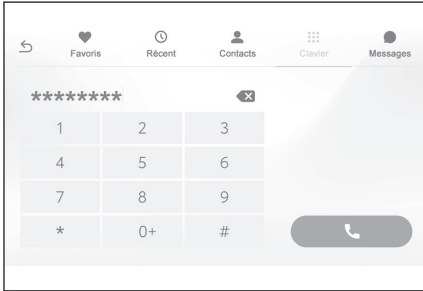 Favoris Récent Contacts Clavier Messages
********
1 2 3
4 5 6
7 8 9
* 0+ #